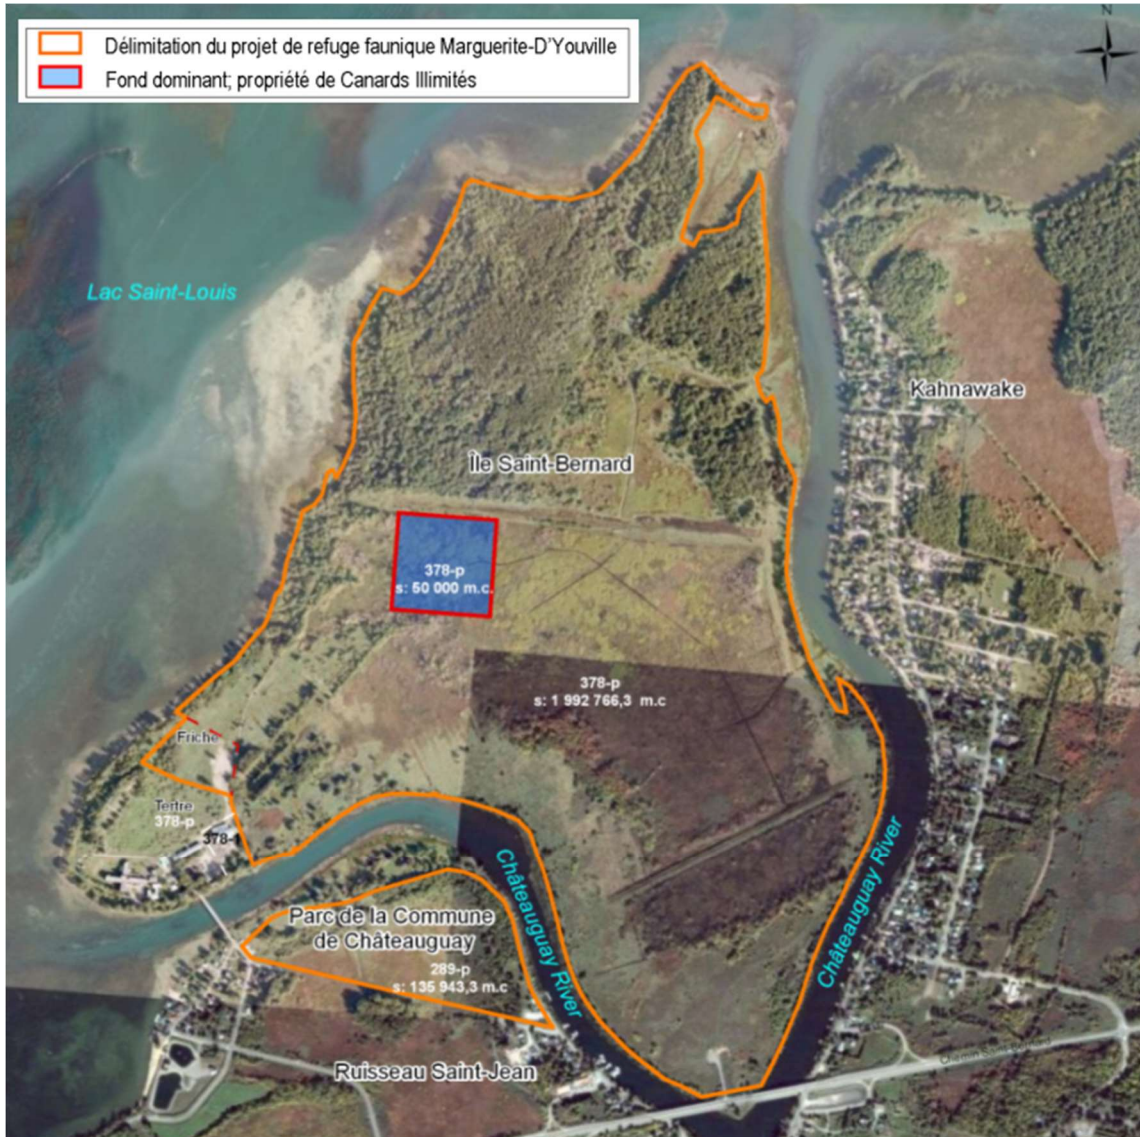 Délimitation du projet de refuge faunique Marguerite-D'Youville
Fond dominant; propriété de Canards Illimités
N
Lac Saint-Louis
Kahnawake
Île Saint-Bernard
378-p
s: 50 000 m.c.
378-p
s: 1 992 766,3 m.c
Friche
Tertre
378-p
378-
Châteauguay River
Châteauguay River
Parc de la Commune
de Châteauguay
289-p
s: 135 943,3 m.c
Ruisseau Saint-Jean